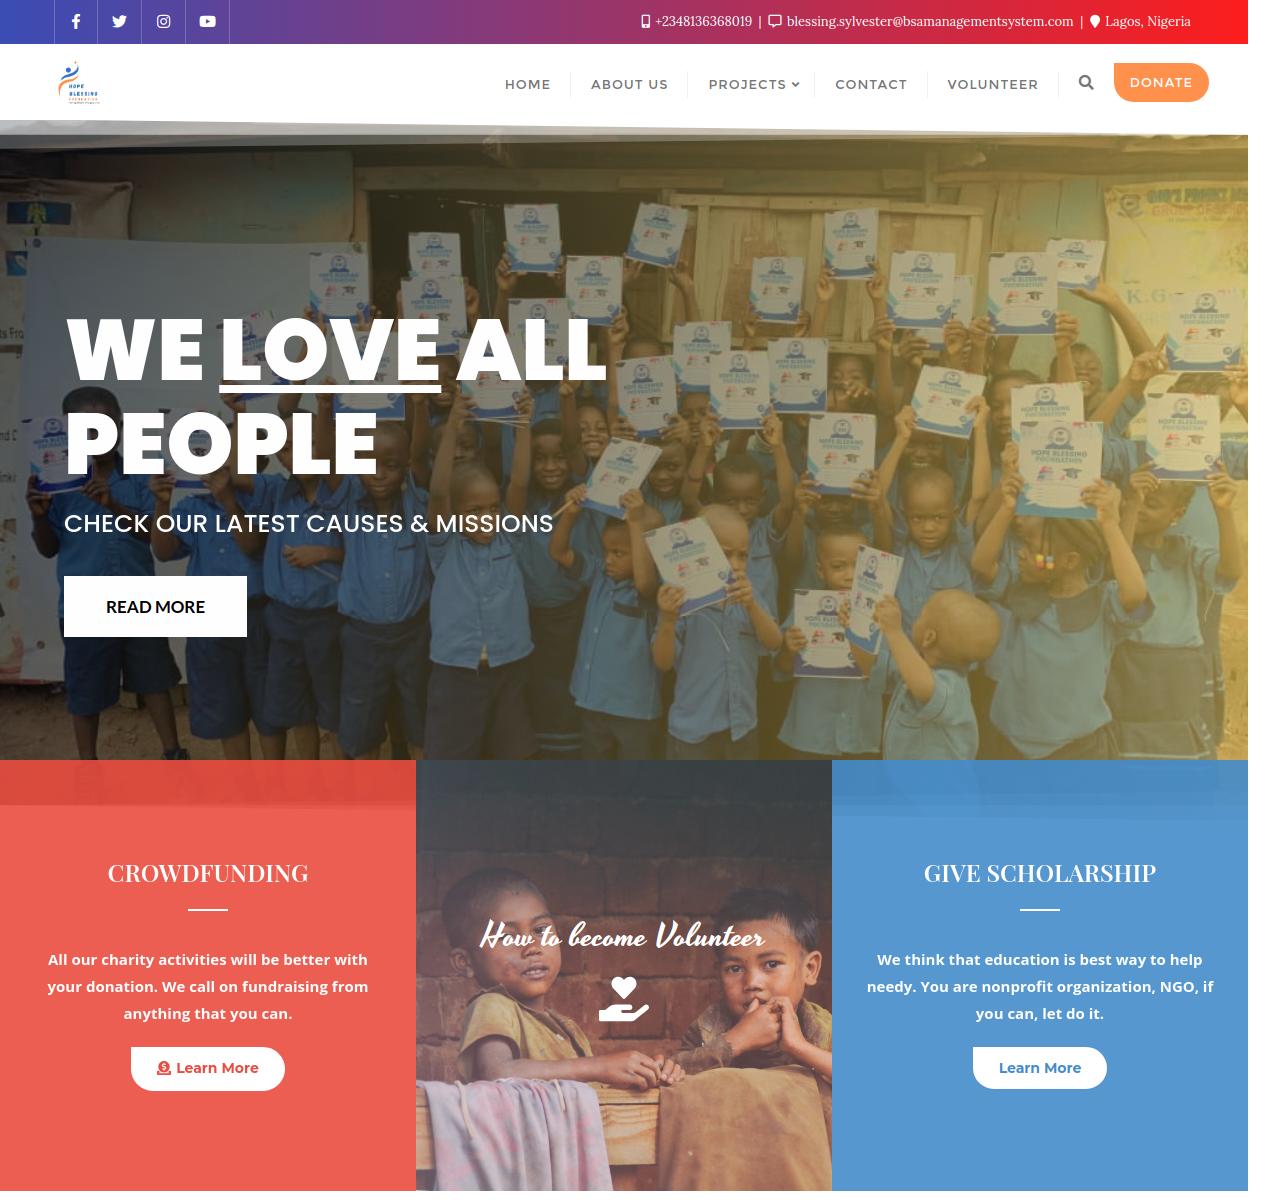 +2348136368019 | blessing.sylvester@bsamanagementsystem.com | Lagos, Nigeria
HOPE
BLESSING
FOUNDATION
HOME ABOUT US PROJECTS CONTACT VOLUNTEER DONATE
WE LOVE ALL
PEOPLE
CHECK OUR LATEST CAUSES & MISSIONS
READ MORE
HOPE BLESSING
FOUNDATION
CROWDFUNDING
All our charity activities will be better with
your donation. We call on fundraising from
anything that you can.
Learn More
How to become Volunteer
GIVE SCHOLARSHIP
We think that education is best way to help
needy. You are nonprofit organization, NGO, if
you can, let do it.
Learn More